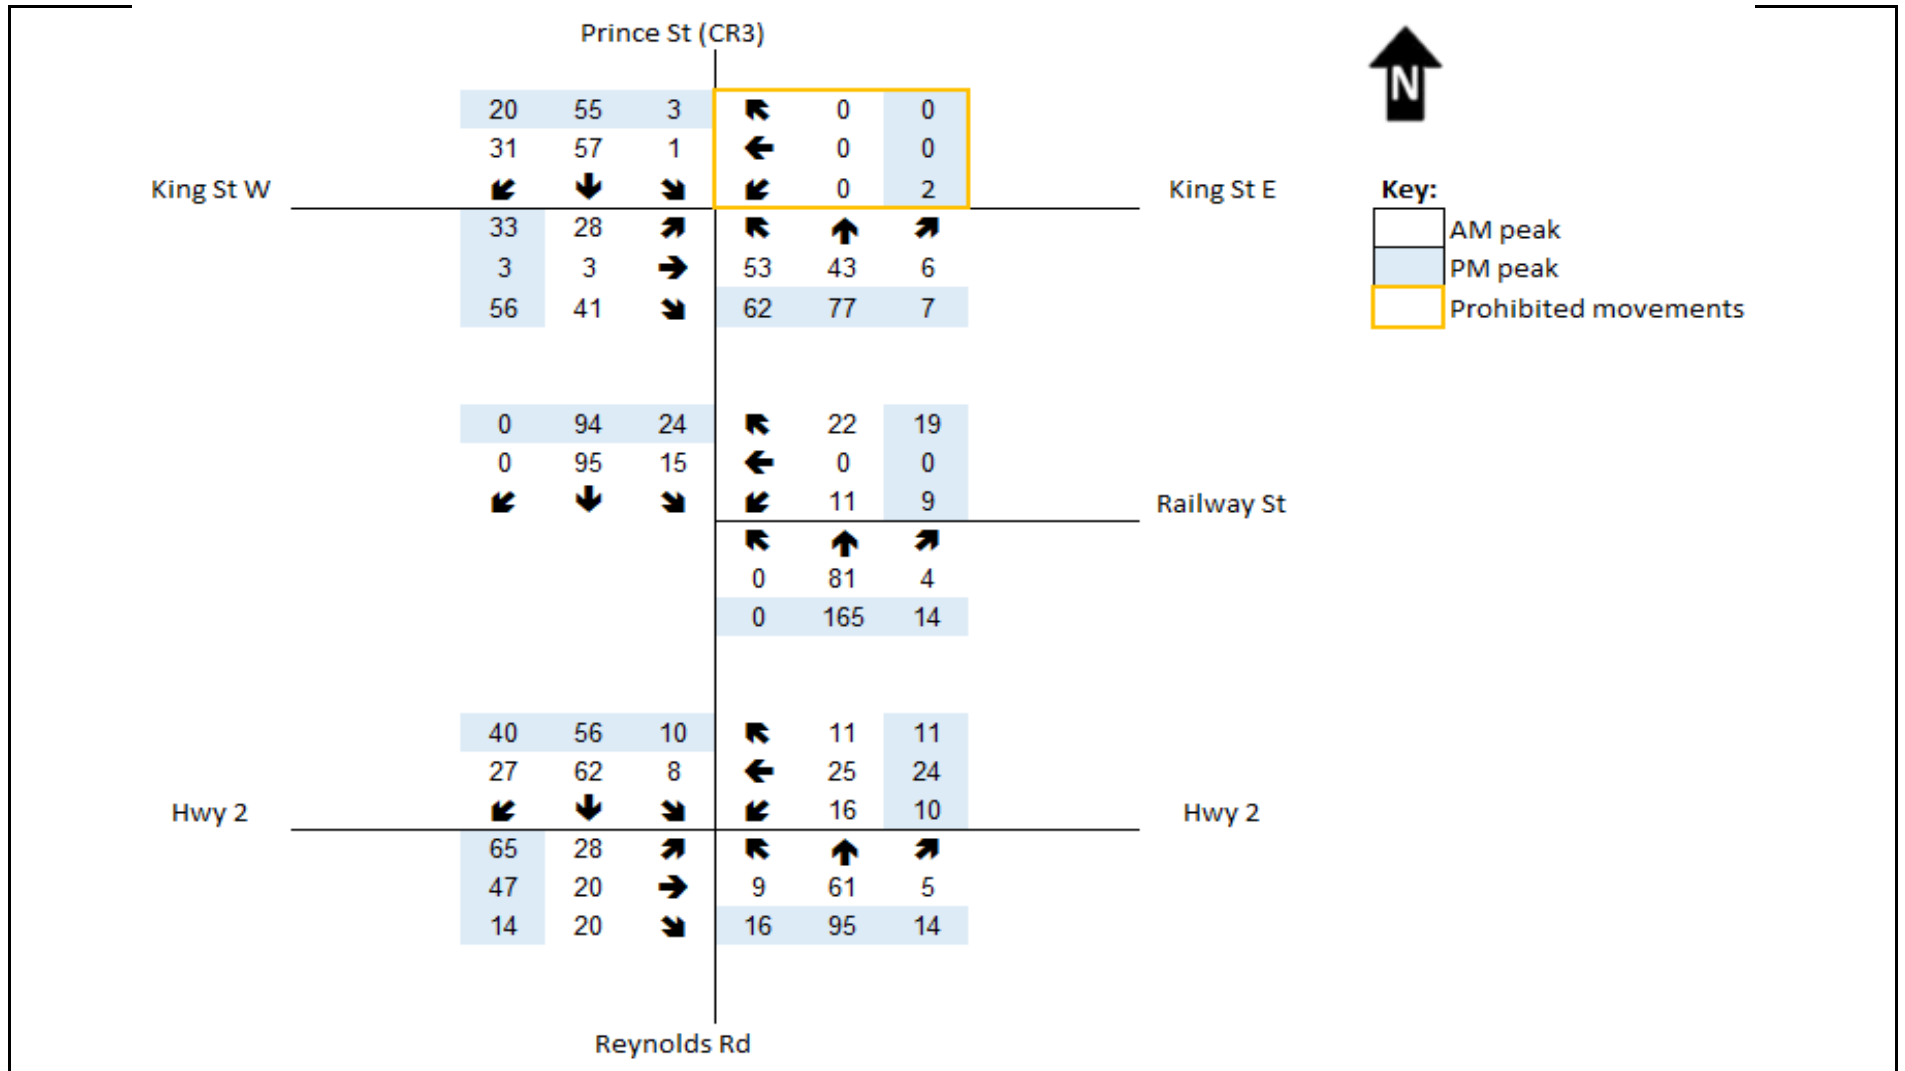 Prince St (CR3)
N
20 55 3 0 0
31 57 1 0 0
King St W 0 2 King St E Key:
33 28 AM peak
3 3 53 43 6 PM peak
56 41 62 77 7 Prohibited movements
0 94 24 22 19
0 95 15 0 0
11 9 Railway St
0 81 4
0 165 14
40 56 10 11 11
27 62 8 25 24
Hwy 2 16 10 Hwy 2
65 28
47 20 9 61 5
14 20 16 95 14
Reynolds Rd